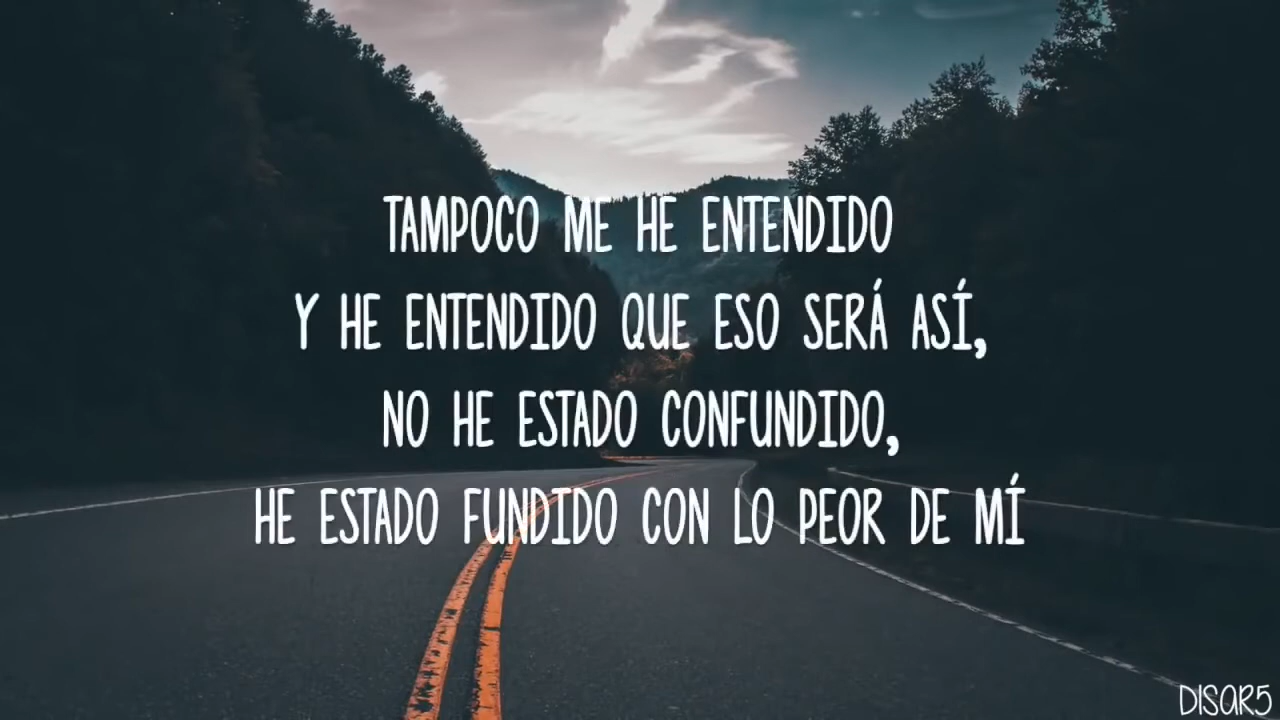 TAMPOCO ME HE ENTENDIDO
Y HE ENTENDIDO QUE ESO SERÁ ASÍ,
NO HE ESTADO CONFUNDIDO,
HE ESTADO FUNDIDO CON LO PEOR DE MÍ
DISAR5